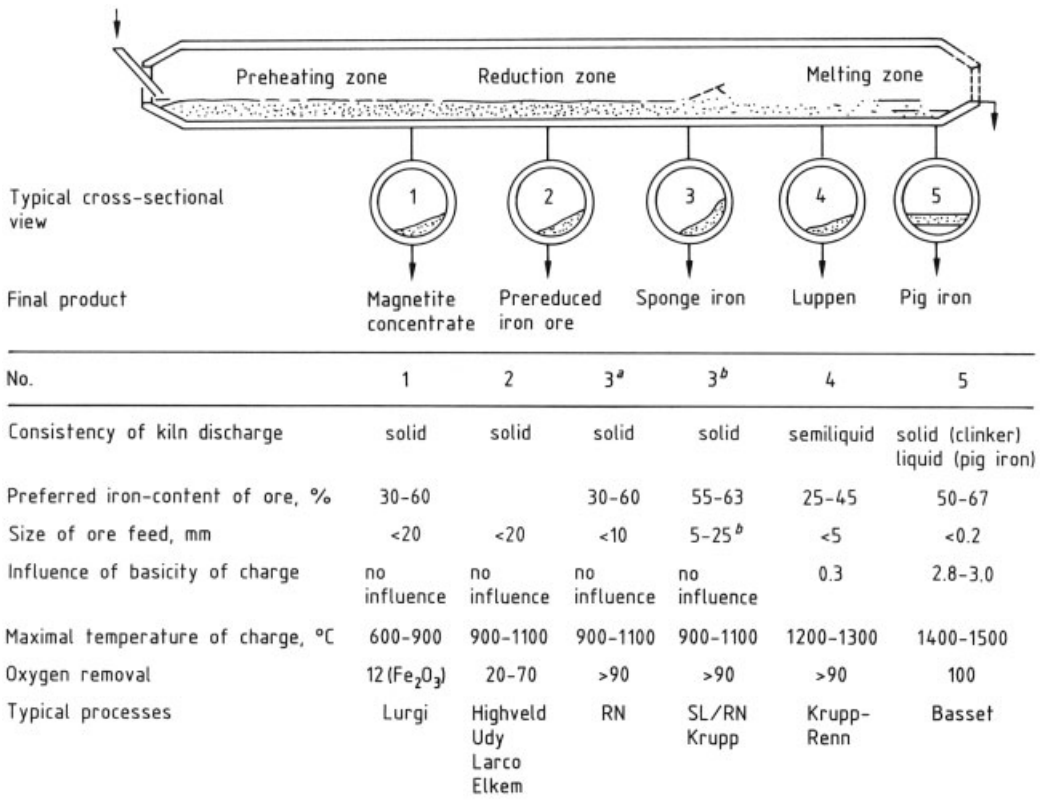 Preheating zone Reduction zone Melting zone
Typical cross-sectional
view
1 2 3 4 5
Final product
Magnetite
concentrate
Prereduced
iron ore
Sponge iron
Luppen
Pig iron
No. 1 2 3ᵃ 3ᵇ 4 5
Consistency of kiln discharge solid solid solid solid semiliquid solid (clinker)
liquid (pig iron)
Preferred iron-content of ore, % 30-60 30-60 55-63 25-45 50-67
Size of ore feed, mm <20 <20 <10 5-25ᵇ <5 <0.2
Influence of basicity of charge no no no no 0.3 2.8-3.0
influence influence influence influence
Maximal temperature of charge, °C 600-900 900-1100 900-1100 900-1100 1200-1300 1400-1500
Oxygen removal 12(Fe₂O₃) 20-70 >90 >90 >90 100
Typical processes Lurgi Highveld RN SL/RN Krupp- Basset
Udy Krupp Renn
Larco
Elkem